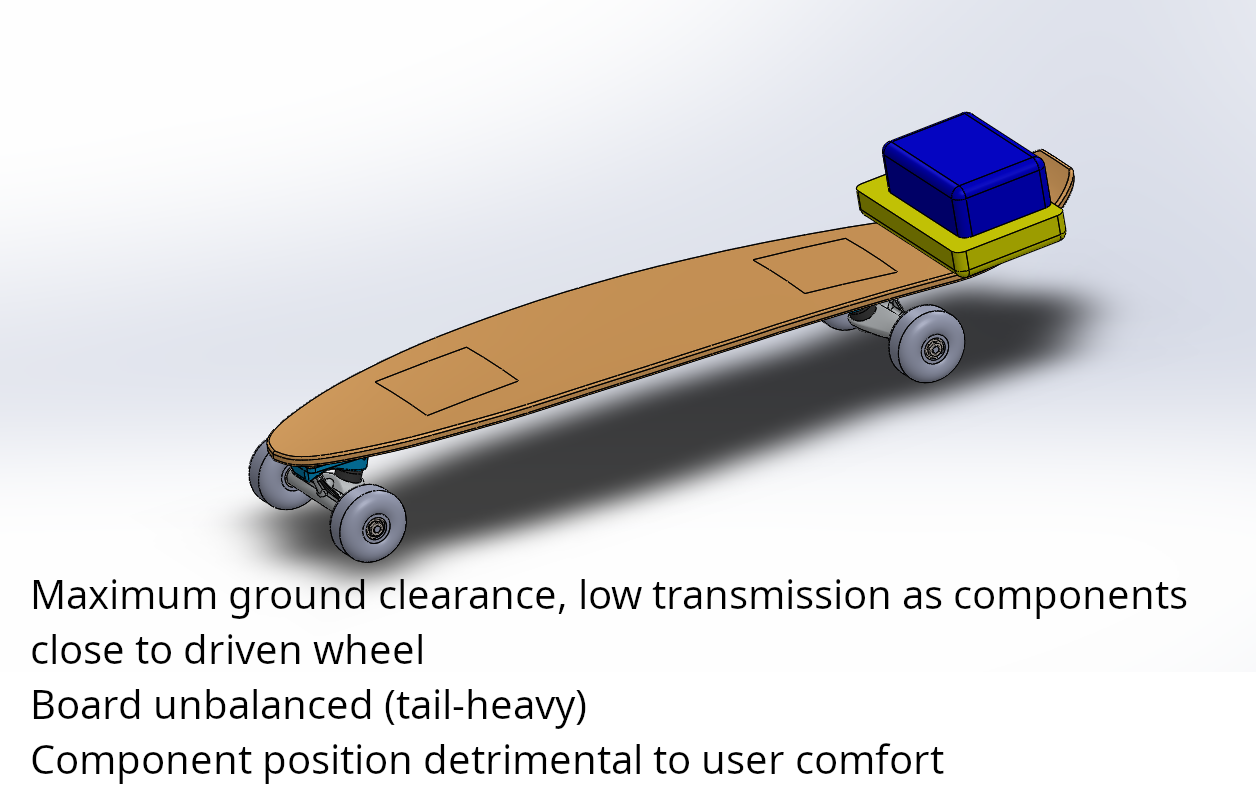 Maximum ground clearance, low transmission as components
close to driven wheel
Board unbalanced (tail-heavy)
Component position detrimental to user comfort